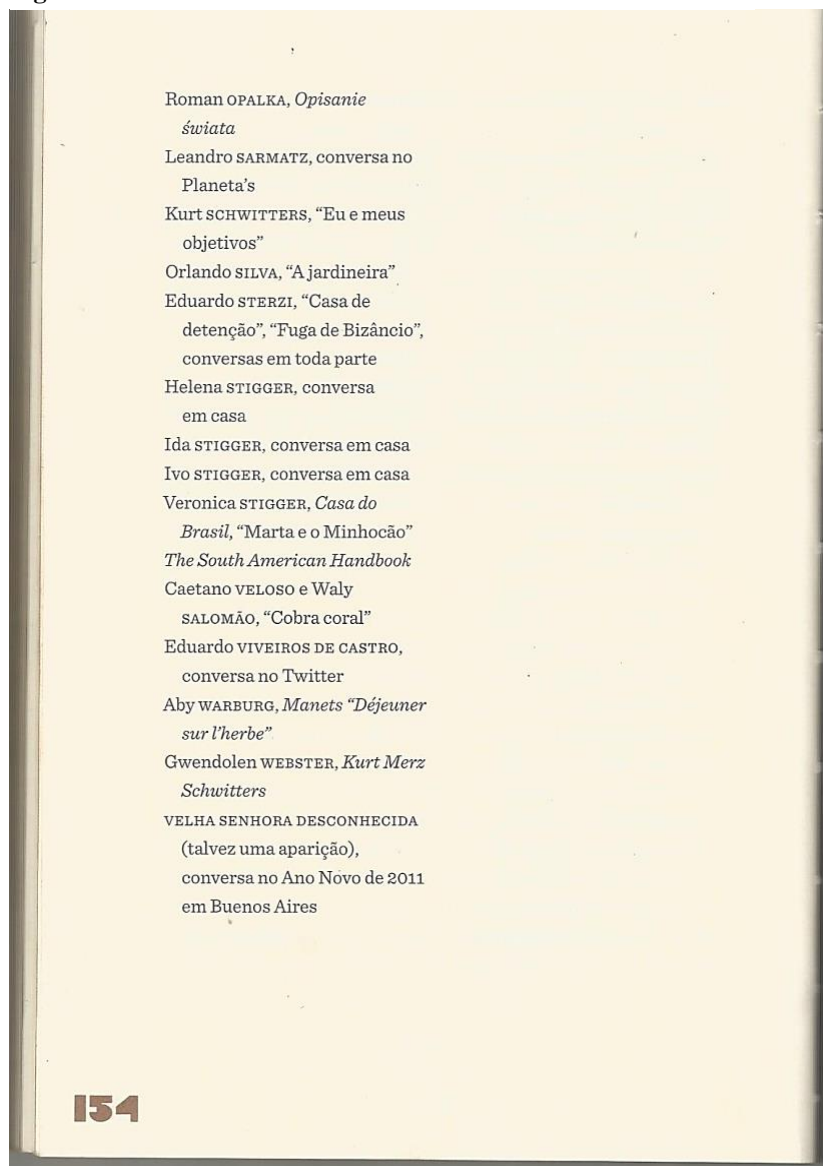 Roman OPALKA, Opisanie
świata
Leandro SARMATZ, conversa no
Planeta’s
Kurt SCHWITTERS, “Eu e meus
objetivos”
Orlando SILVA, “A jardineira”
Eduardo STERZI, “Casa de
detenção”, “Fuga de Bizâncio”,
conversas em toda parte
Helena STIGGER, conversa
em casa
Ida STIGGER, conversa em casa
Ivo STIGGER, conversa em casa
Veronica STIGGER, Casa do
Brasil, “Marta e o Minhocão”
The South American Handbook
Caetano VELOSO e Waly
SALOMÃO, “Cobra coral”
Eduardo VIVEIROS DE CASTRO,
conversa no Twitter
Aby WARBURG, Manets “Déjeuner
sur l’herbe”
Gwendolen WEBSTER, Kurt Merz
Schwitters
VELHA SENHORA DESCONHECIDA
(talvez uma aparição),
conversa no Ano Novo de 2011
em Buenos Aires
154